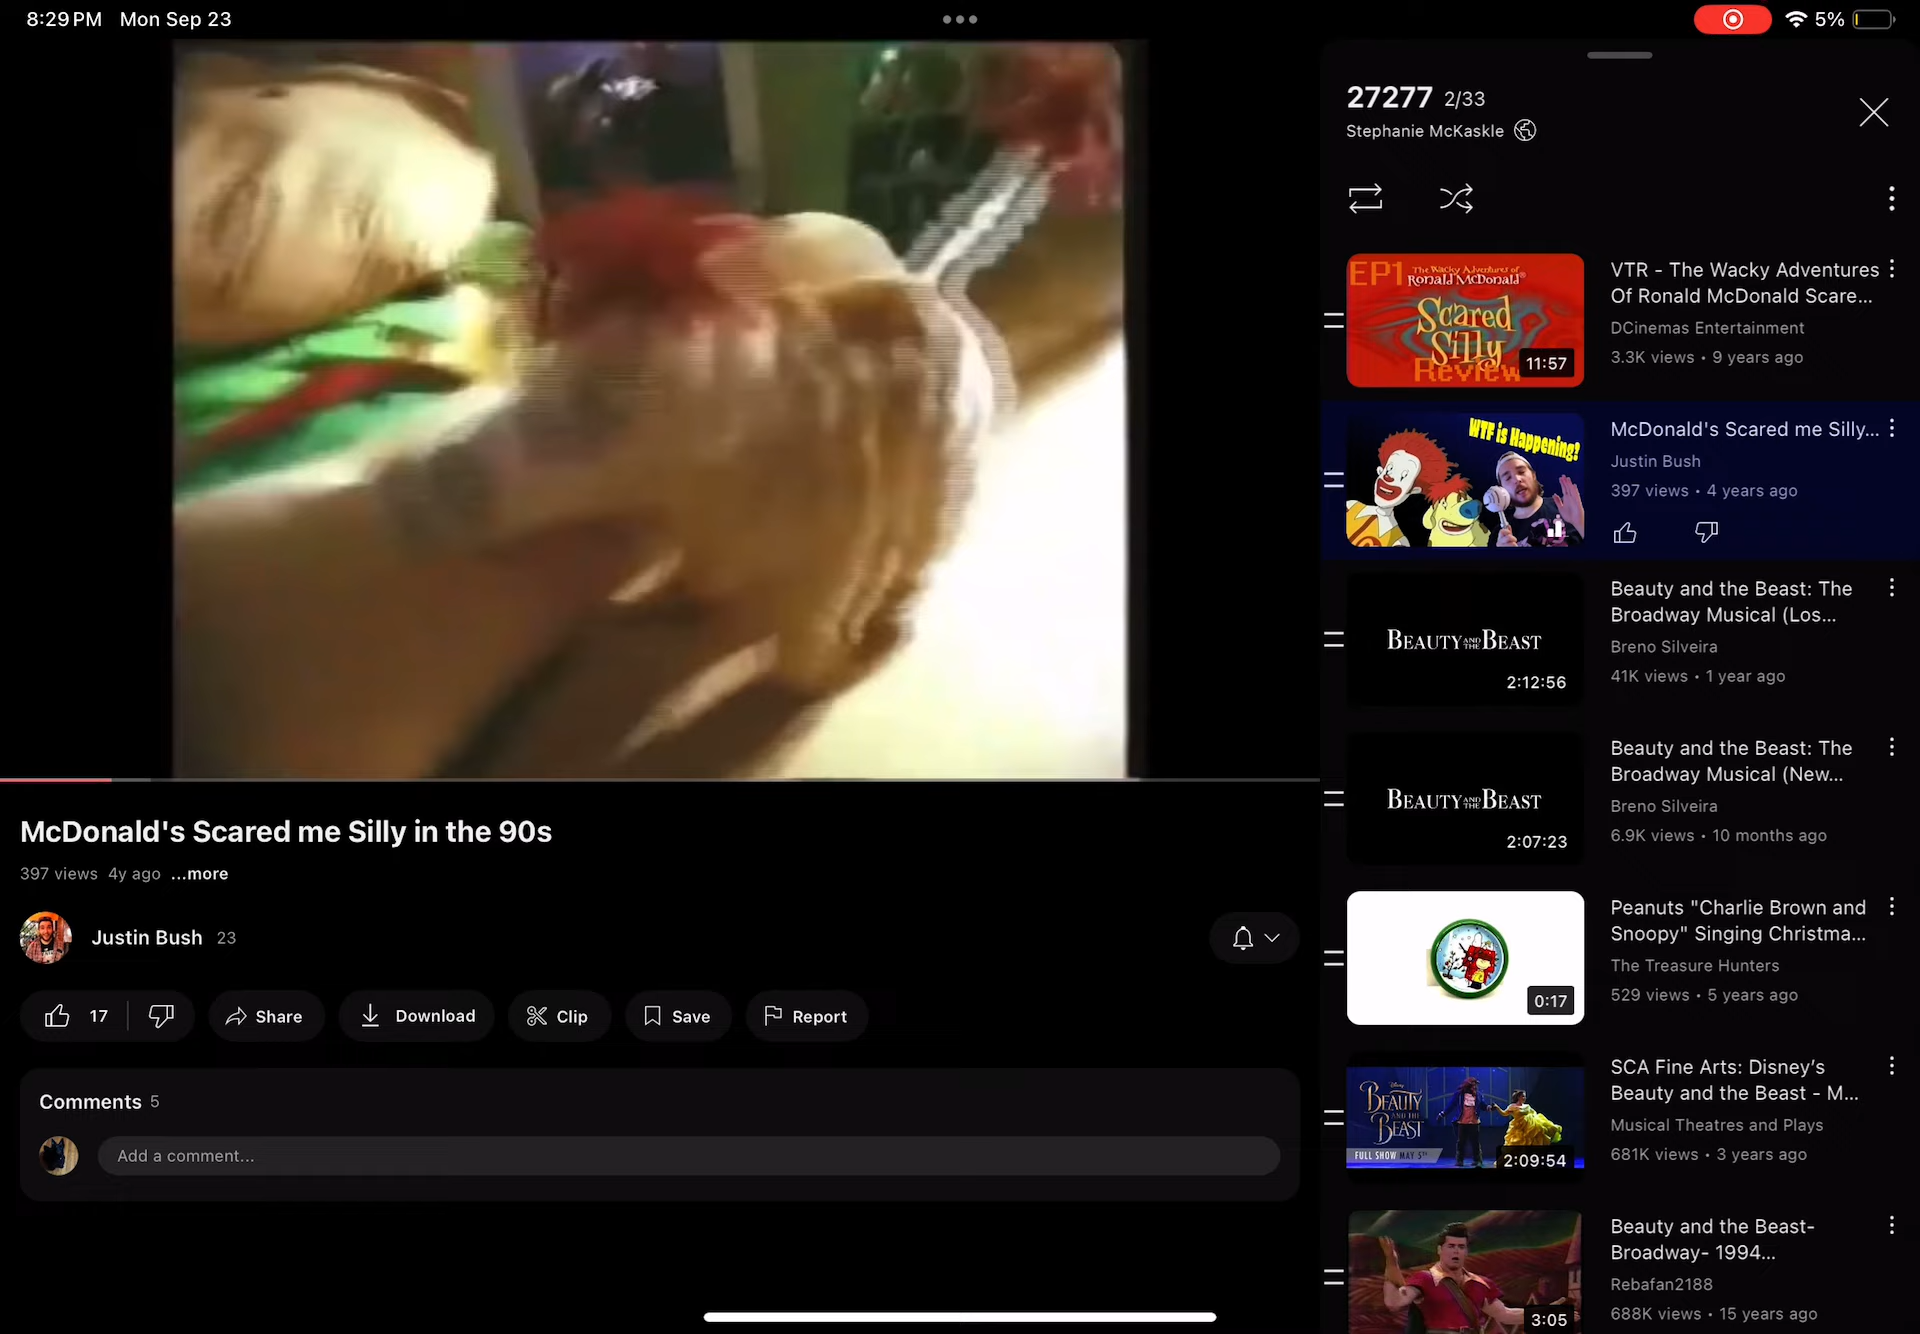 8:29 PM Mon Sep 23
5%
27277 2/33
Stephanie McKaskle
EP1 The Wacky Adventures of
Ronald McDonald
Scared
Silly
Review
11:57
VTR - The Wacky Adventures
Of Ronald McDonald Scare...
DCinemas Entertainment
3.3K views • 9 years ago
WTF is Happening?
McDonald's Scared me Silly...
Justin Bush
397 views • 4 years ago
BEAUTY AND THE BEAST
2:12:56
Beauty and the Beast: The
Broadway Musical (Los...
Breno Silveira
41K views • 1 year ago
BEAUTY AND THE BEAST
2:07:23
Beauty and the Beast: The
Broadway Musical (New...
Breno Silveira
6.9K views • 10 months ago
0:17
Peanuts "Charlie Brown and
Snoopy" Singing Christma...
The Treasure Hunters
529 views • 5 years ago
Disney
BEAUTY
AND THE
BEAST
FULL SHOW MAY 5TH
2:09:54
SCA Fine Arts: Disney’s
Beauty and the Beast - M...
Musical Theatres and Plays
681K views • 3 years ago
3:05
Beauty and the Beast-
Broadway- 1994...
Rebafan2188
688K views • 15 years ago
McDonald's Scared me Silly in the 90s
397 views 4y ago ...more
Justin Bush 23
17
Share
Download
Clip
Save
Report
Comments 5
Add a comment...